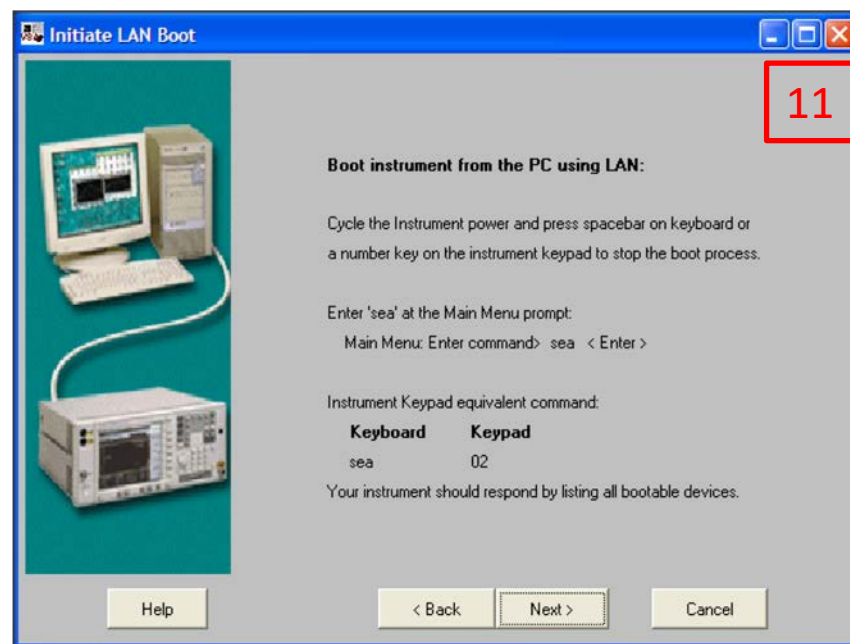 Initiate LAN Boot
11
Boot instrument from the PC using LAN:
Cycle the Instrument power and press spacebar on keyboard or
a number key on the instrument keypad to stop the boot process.
Enter 'sea' at the Main Menu prompt:
Main Menu: Enter command> sea < Enter >
Instrument Keypad equivalent command:
Keyboard Keypad
sea 02
Your instrument should respond by listing all bootable devices.
Help < Back Next > Cancel